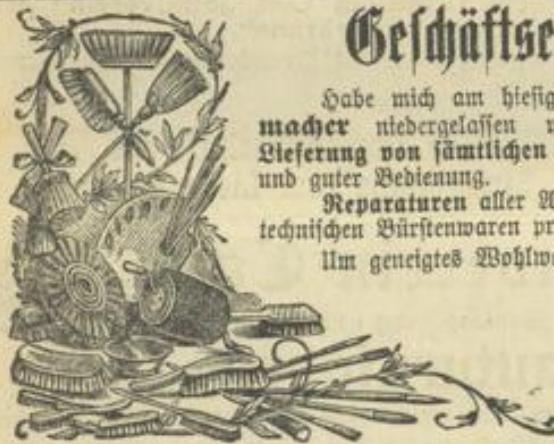 Geschäftse
Habe mich am hiesig
macher niedergelassen
Lieferung von sämtlichen
und guter Bedienung.
Reparaturen aller
technischen Bürstenwaren pr
Um geneigtes Wohlw